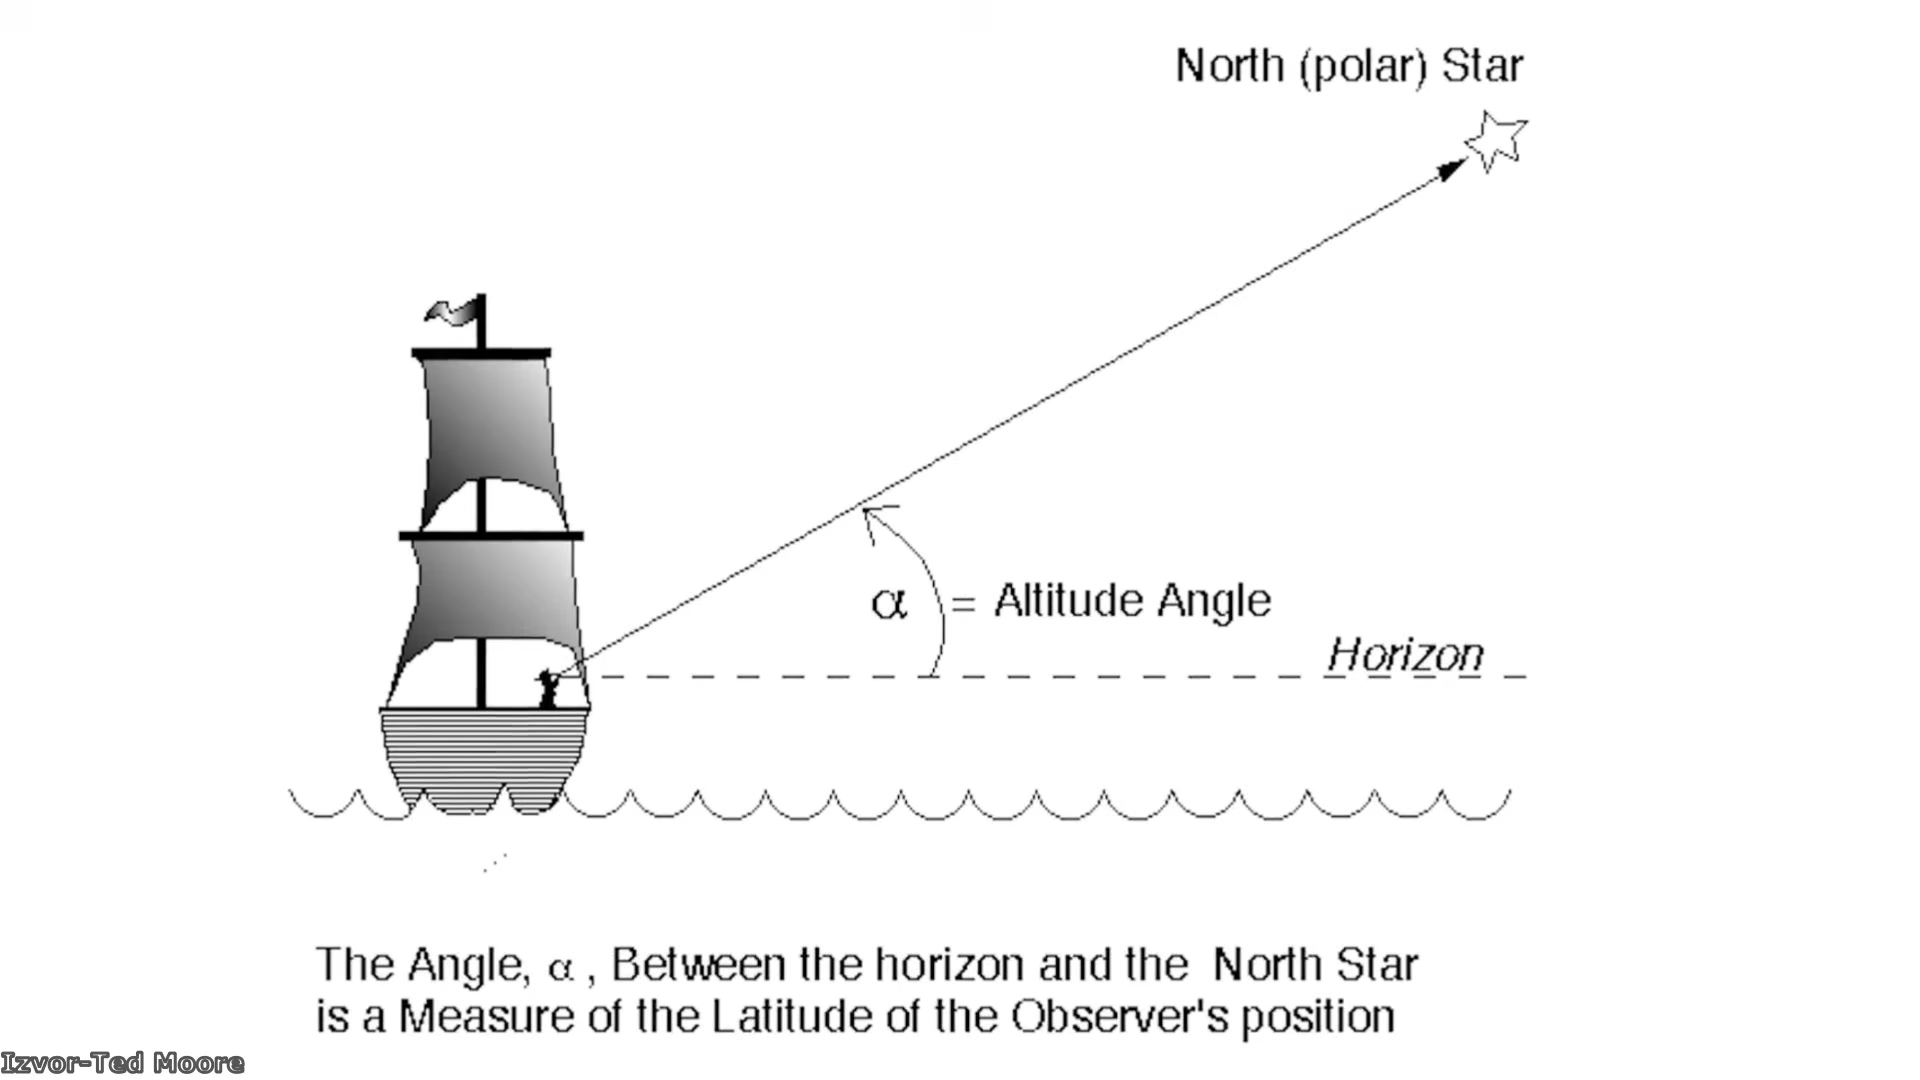 North (polar) Star
α = Altitude Angle
Horizon
The Angle, α , Between the horizon and the North Star
is a Measure of the Latitude of the Observer's position
Izvor-Ted Moore